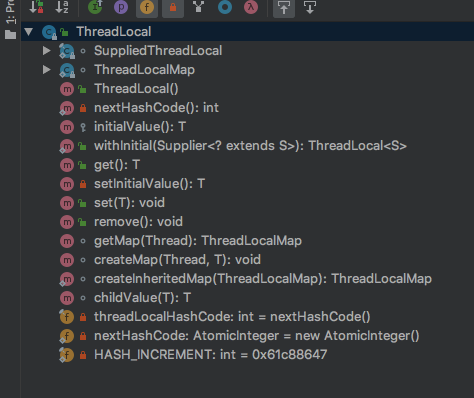 1: Pr
ThreadLocal
SuppliedThreadLocal
ThreadLocalMap
ThreadLocal()
nextHashCode(): int
initialValue(): T
withInitial(Supplier<? extends S>): ThreadLocal<S>
get(): T
setInitialValue(): T
set(T): void
remove(): void
getMap(Thread): ThreadLocalMap
createMap(Thread, T): void
createInheritedMap(ThreadLocalMap): ThreadLocalMap
childValue(T): T
threadLocalHashCode: int = nextHashCode()
nextHashCode: AtomicInteger = new AtomicInteger()
HASH_INCREMENT: int = 0x61c88647